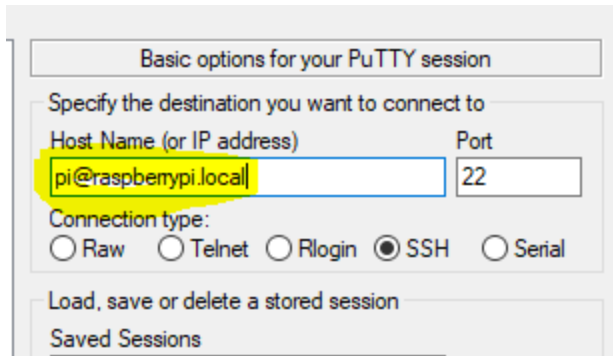 Basic options for your PuTTY session
Specify the destination you want to connect to
Host Name (or IP address) Port
pi@raspberrypi.local 22
Connection type:
Raw Telnet Rlogin SSH Serial
Load, save or delete a stored session
Saved Sessions